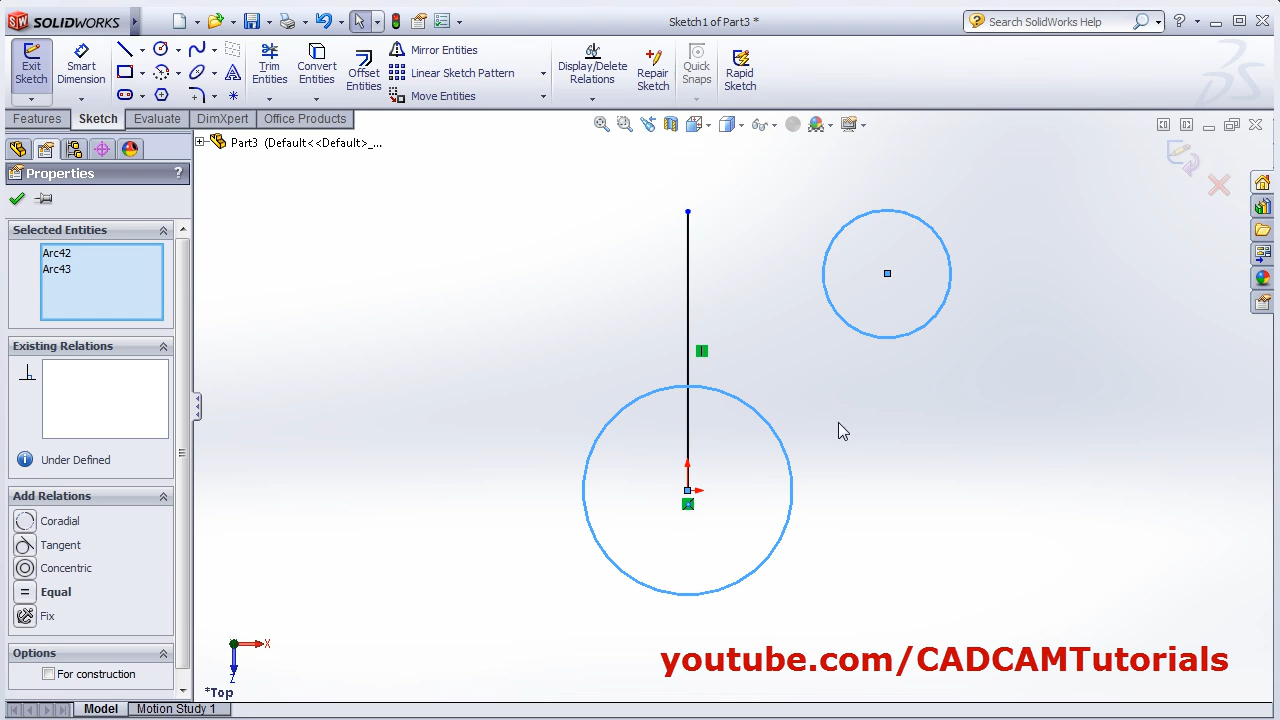 SOLIDWORKS
Sketch1 of Part3 *
Search SolidWorks Help
Exit Sketch
Smart Dimension
Trim Entities
Convert Entities
Offset Entities
Mirror Entities
Linear Sketch Pattern
Move Entities
Display/Delete Relations
Repair Sketch
Quick Snaps
Rapid Sketch
Features
Sketch
Evaluate
DimXpert
Office Products
Part3 (Default<<Default>_...
Properties
?
Selected Entities
Arc42
Arc43
Existing Relations
Under Defined
Add Relations
Coradial
Tangent
Concentric
Equal
Fix
Options
For construction
X
Z
*Top
youtube.com/CADCAMTutorials
Model
Motion Study 1